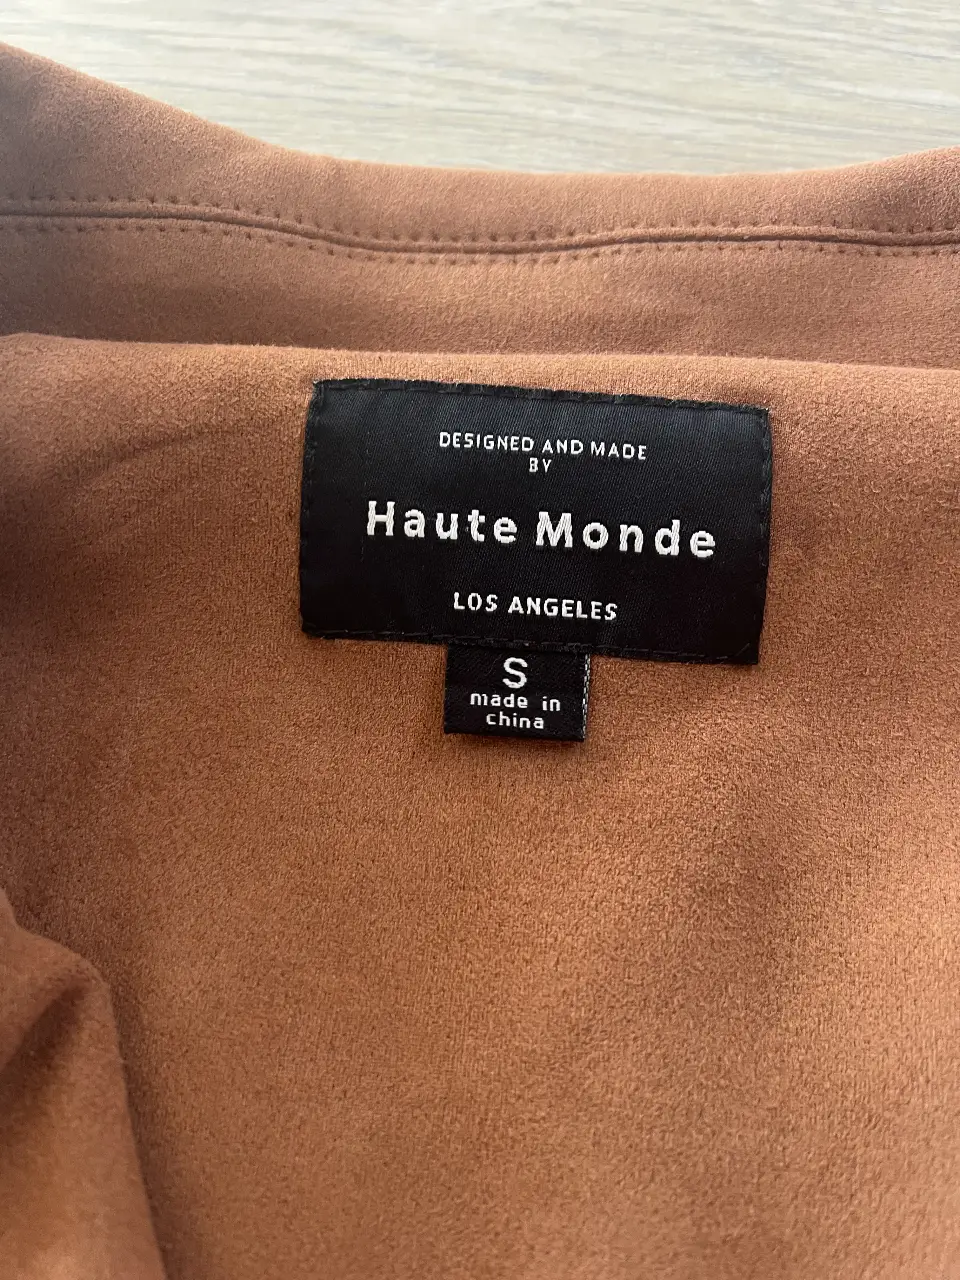 DESIGNED AND MADE
BY
Haute Monde
LOS ANGELES
S
made in
china